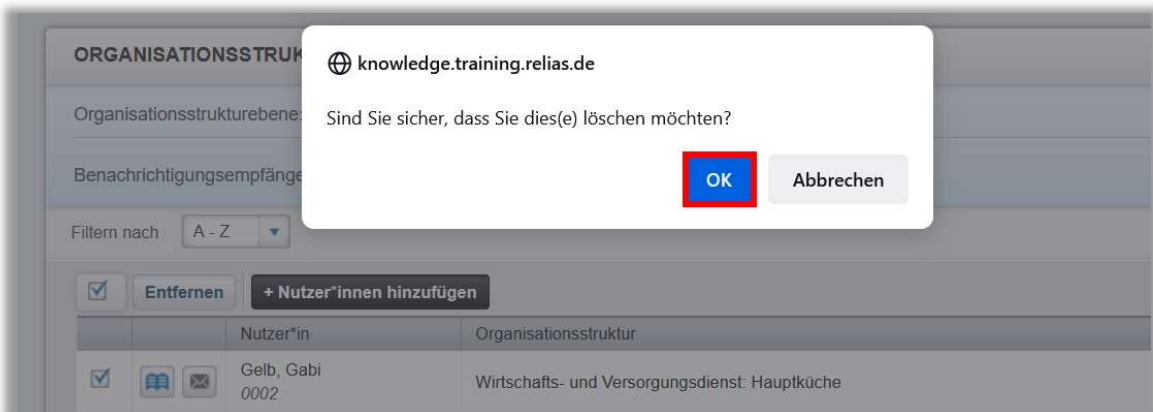 ORGANISATIONSSTRUK
knowledge.training.relias.de
Organisationsstrukturebene:
Sind Sie sicher, dass Sie dies(e) löschen möchten?
Benachrichtigungsempfänge
OK Abbrechen
Filtern nach A - Z
Entfernen + Nutzer*innen hinzufügen
Nutzer*in Organisationsstruktur
Gelb, Gabi
0002
Wirtschafts- und Versorgungsdienst: Hauptküche